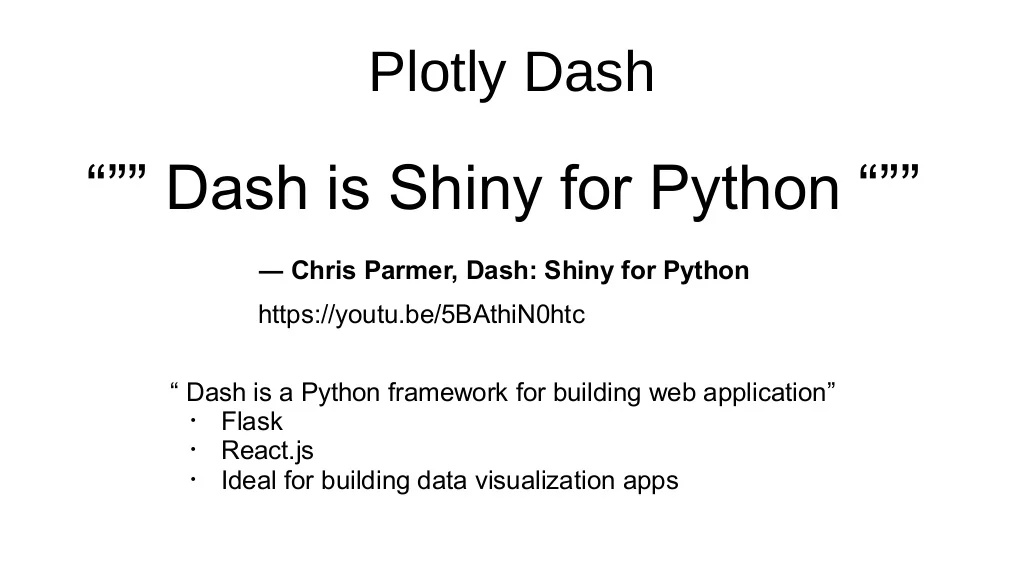 Plotly Dash
“”” Dash is Shiny for Python “””
— Chris Parmer, Dash: Shiny for Python
https://youtu.be/5BAthiN0htc
“ Dash is a Python framework for building web application”
· Flask
· React.js
· Ideal for building data visualization apps